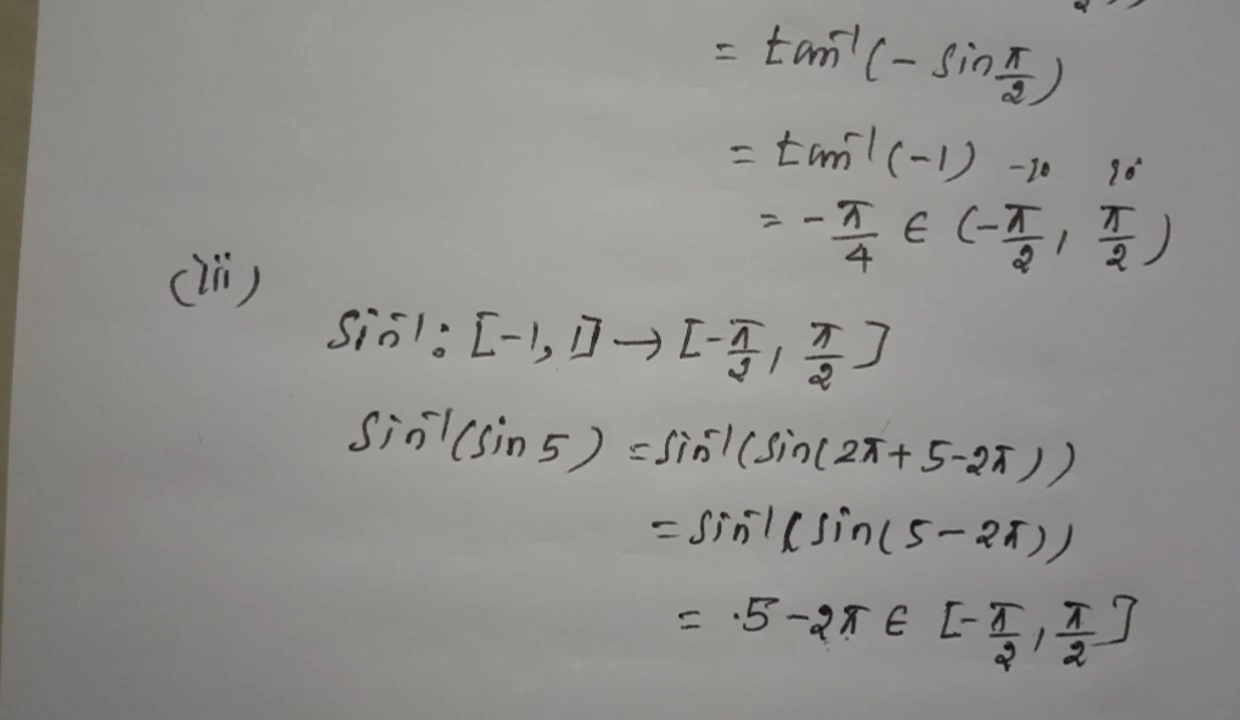 = tan⁻¹(- sin π/2)
= tan⁻¹(-1) -90 90°
= -π/4 ∈ (-π/2, π/2)
(iii)
sin⁻¹: [-1, 1] → [-π/2, π/2]
sin⁻¹(sin 5) = sin⁻¹(sin(2π + 5 - 2π))
= sin⁻¹(sin(5 - 2π))
= 5 - 2π ∈ [-π/2, π/2]